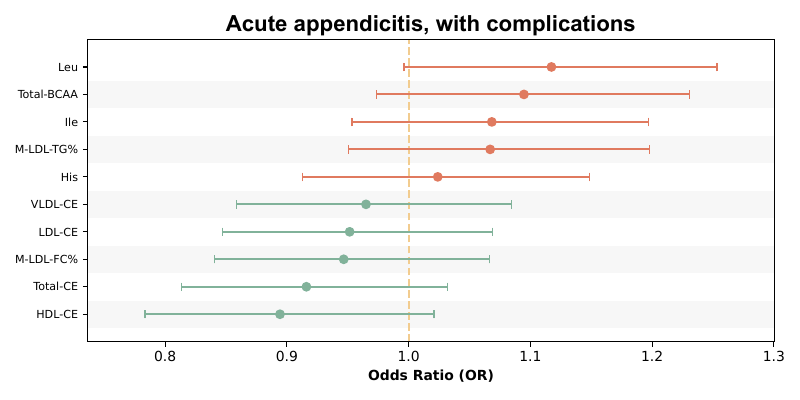 Acute appendicitis, with complications
Leu
Total-BCAA
Ile
M-LDL-TG%
His
VLDL-CE
LDL-CE
M-LDL-FC%
Total-CE
HDL-CE
0.8 0.9 1.0 1.1 1.2 1.3
Odds Ratio (OR)